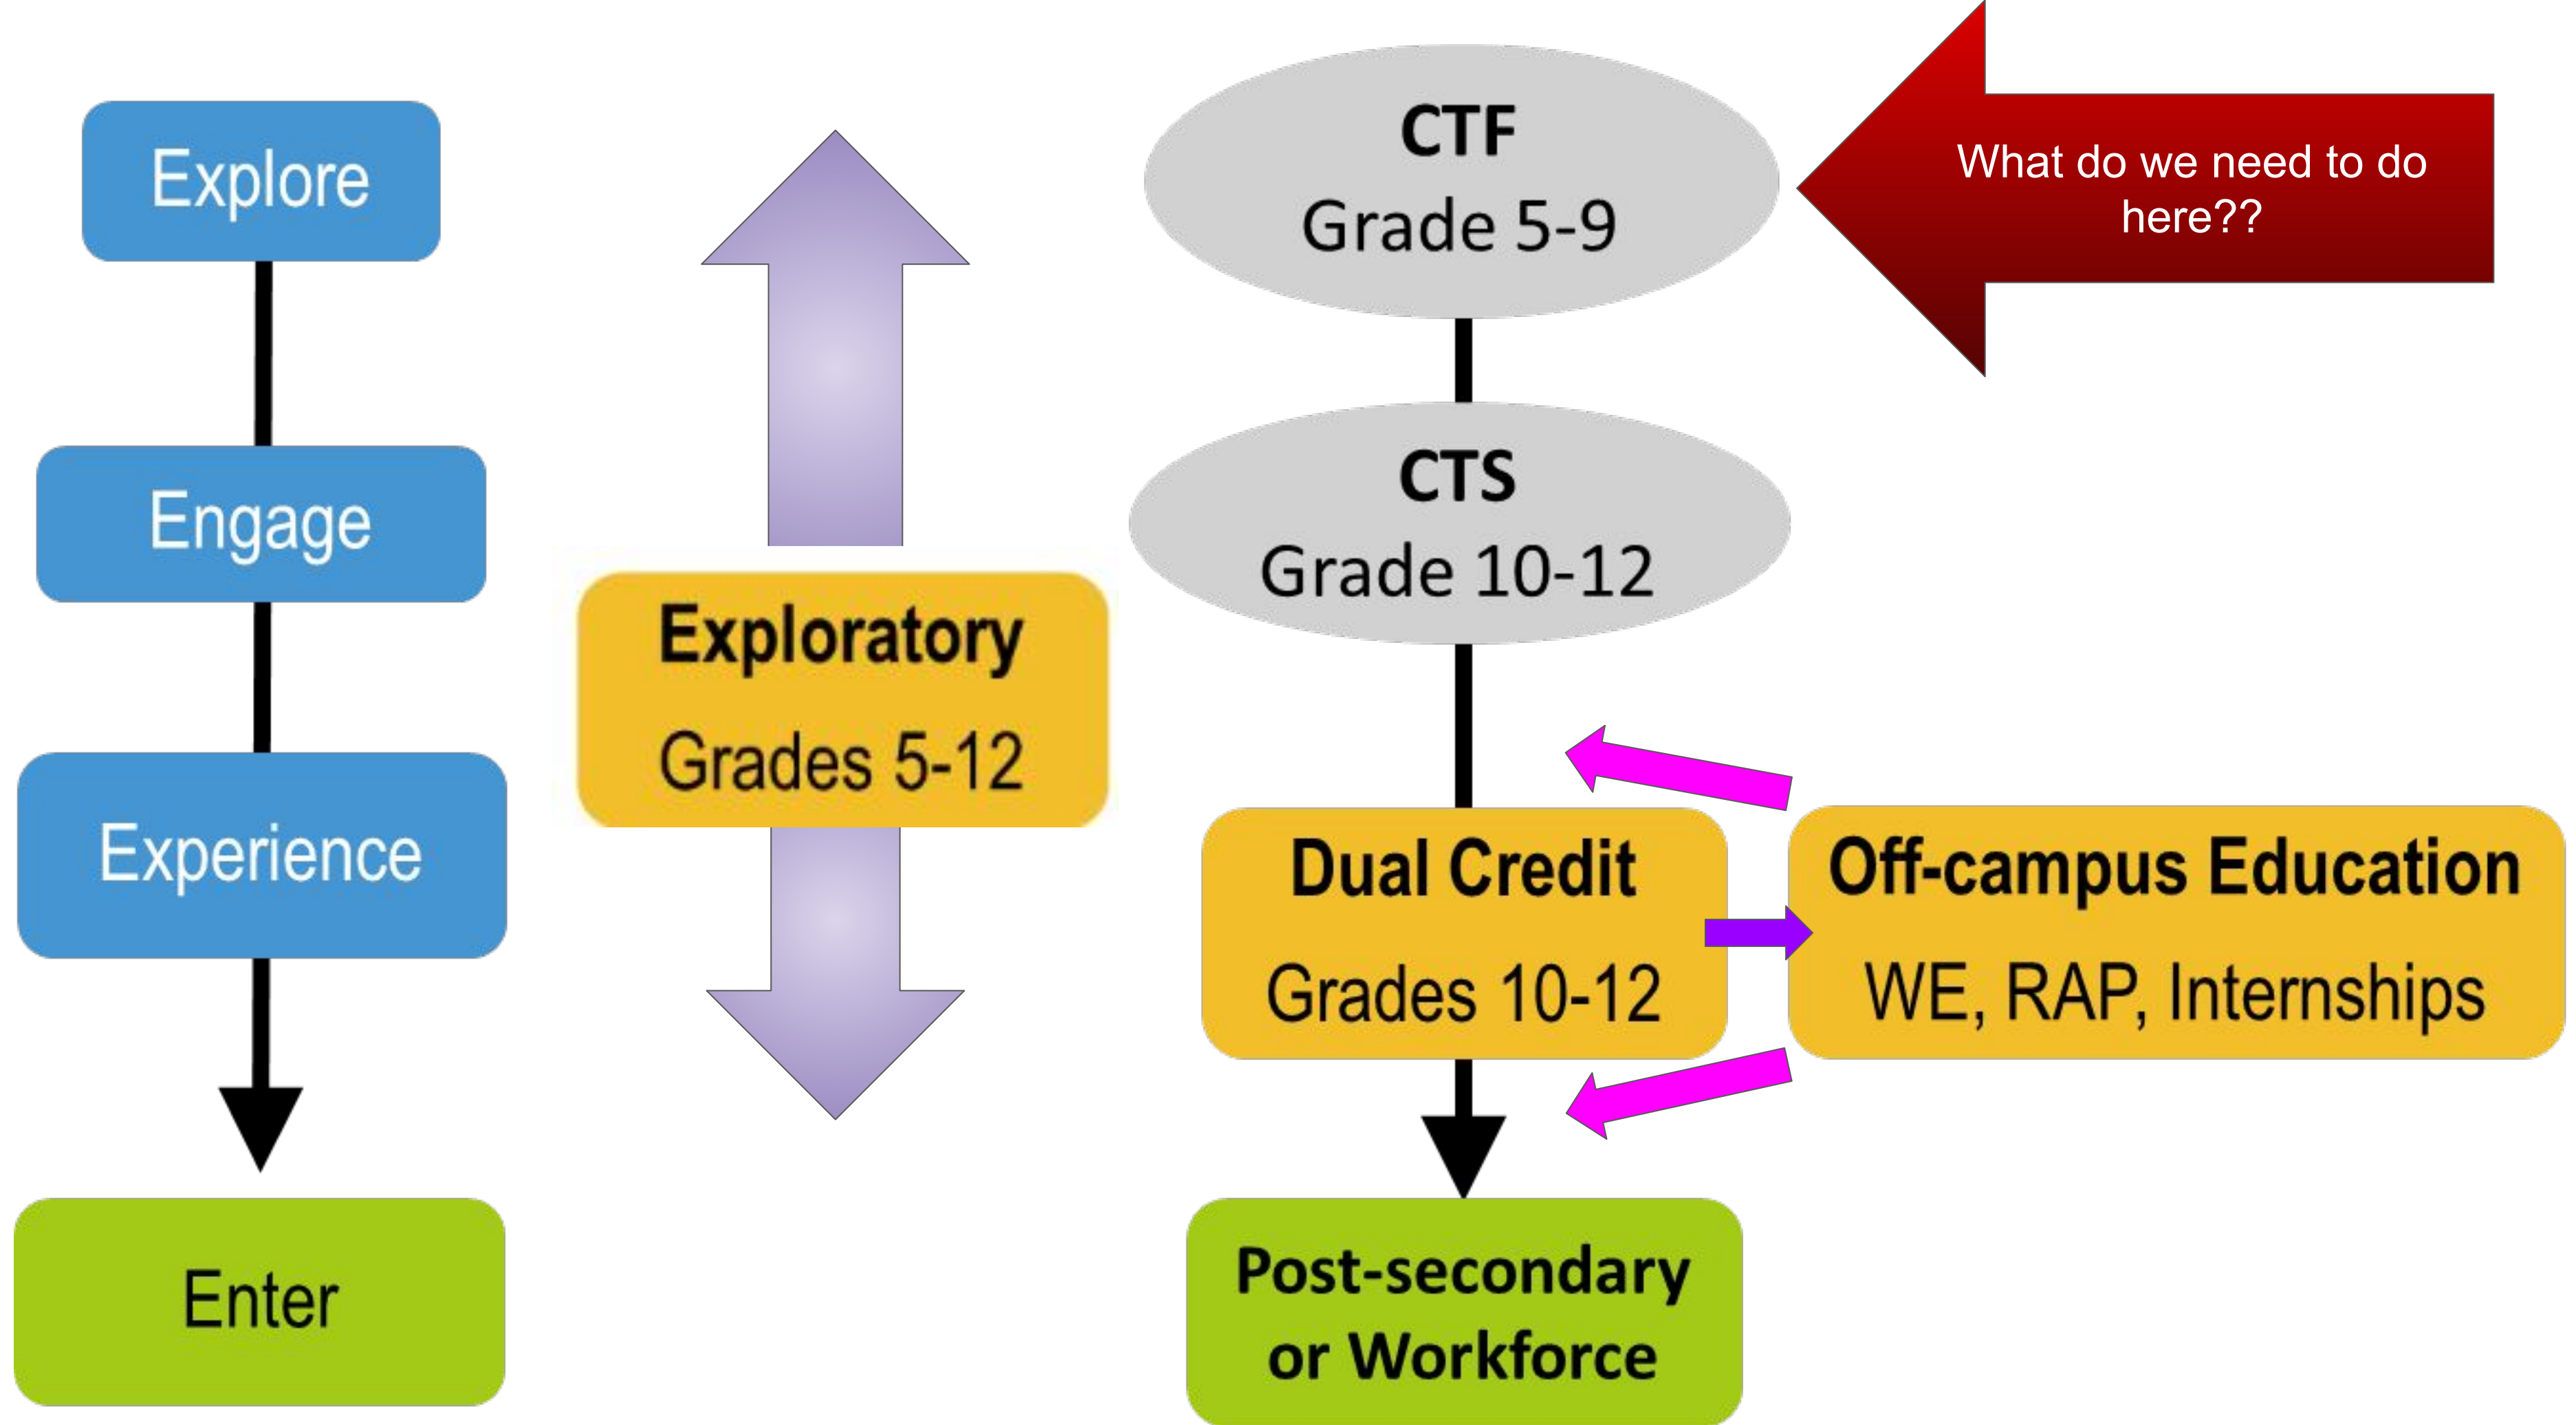 Explore
Engage
Experience
Enter
Exploratory
Grades 5-12
CTF
Grade 5-9
What do we need to do
here??
CTS
Grade 10-12
Dual Credit
Grades 10-12
Off-campus Education
WE, RAP, Internships
Post-secondary
or Workforce